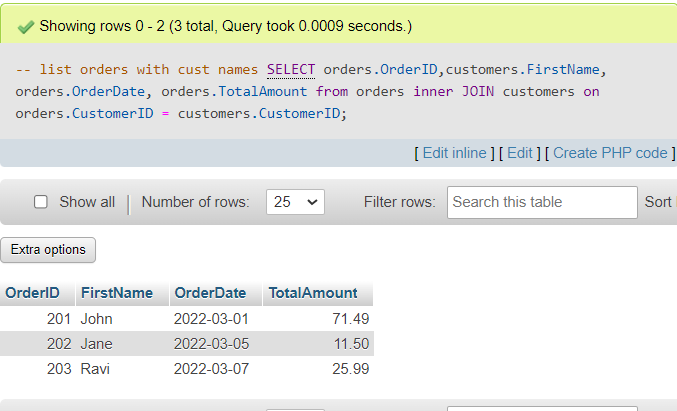 Showing rows 0 - 2 (3 total, Query took 0.0009 seconds.)
-- list orders with cust names SELECT orders.OrderID,customers.FirstName,
orders.OrderDate, orders.TotalAmount from orders inner JOIN customers on
orders.CustomerID = customers.CustomerID;
[ Edit inline ] [ Edit ] [ Create PHP code ]
Show all Number of rows: 25 Filter rows: Search this table Sort
Extra options
OrderID FirstName OrderDate TotalAmount
201 John 2022-03-01 71.49
202 Jane 2022-03-05 11.50
203 Ravi 2022-03-07 25.99